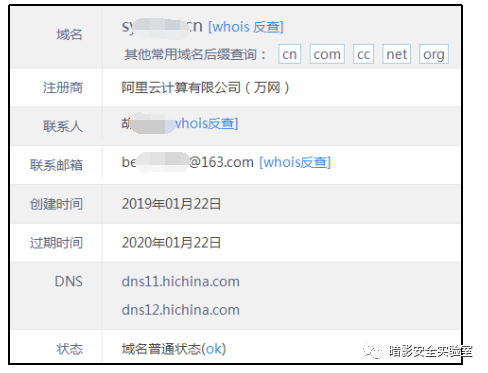 域名 sy cn [whois 反查]
其他常用域名后缀查询： cn com cc net org
注册商 阿里云计算有限公司（万网）
联系人 胡 whois反查]
联系邮箱 be @163.com [whois反查]
创建时间 2019年01月22日
过期时间 2020年01月22日
DNS dns11.hichina.com
dns12.hichina.com
状态 域名普通状态(ok)
暗影安全实验室